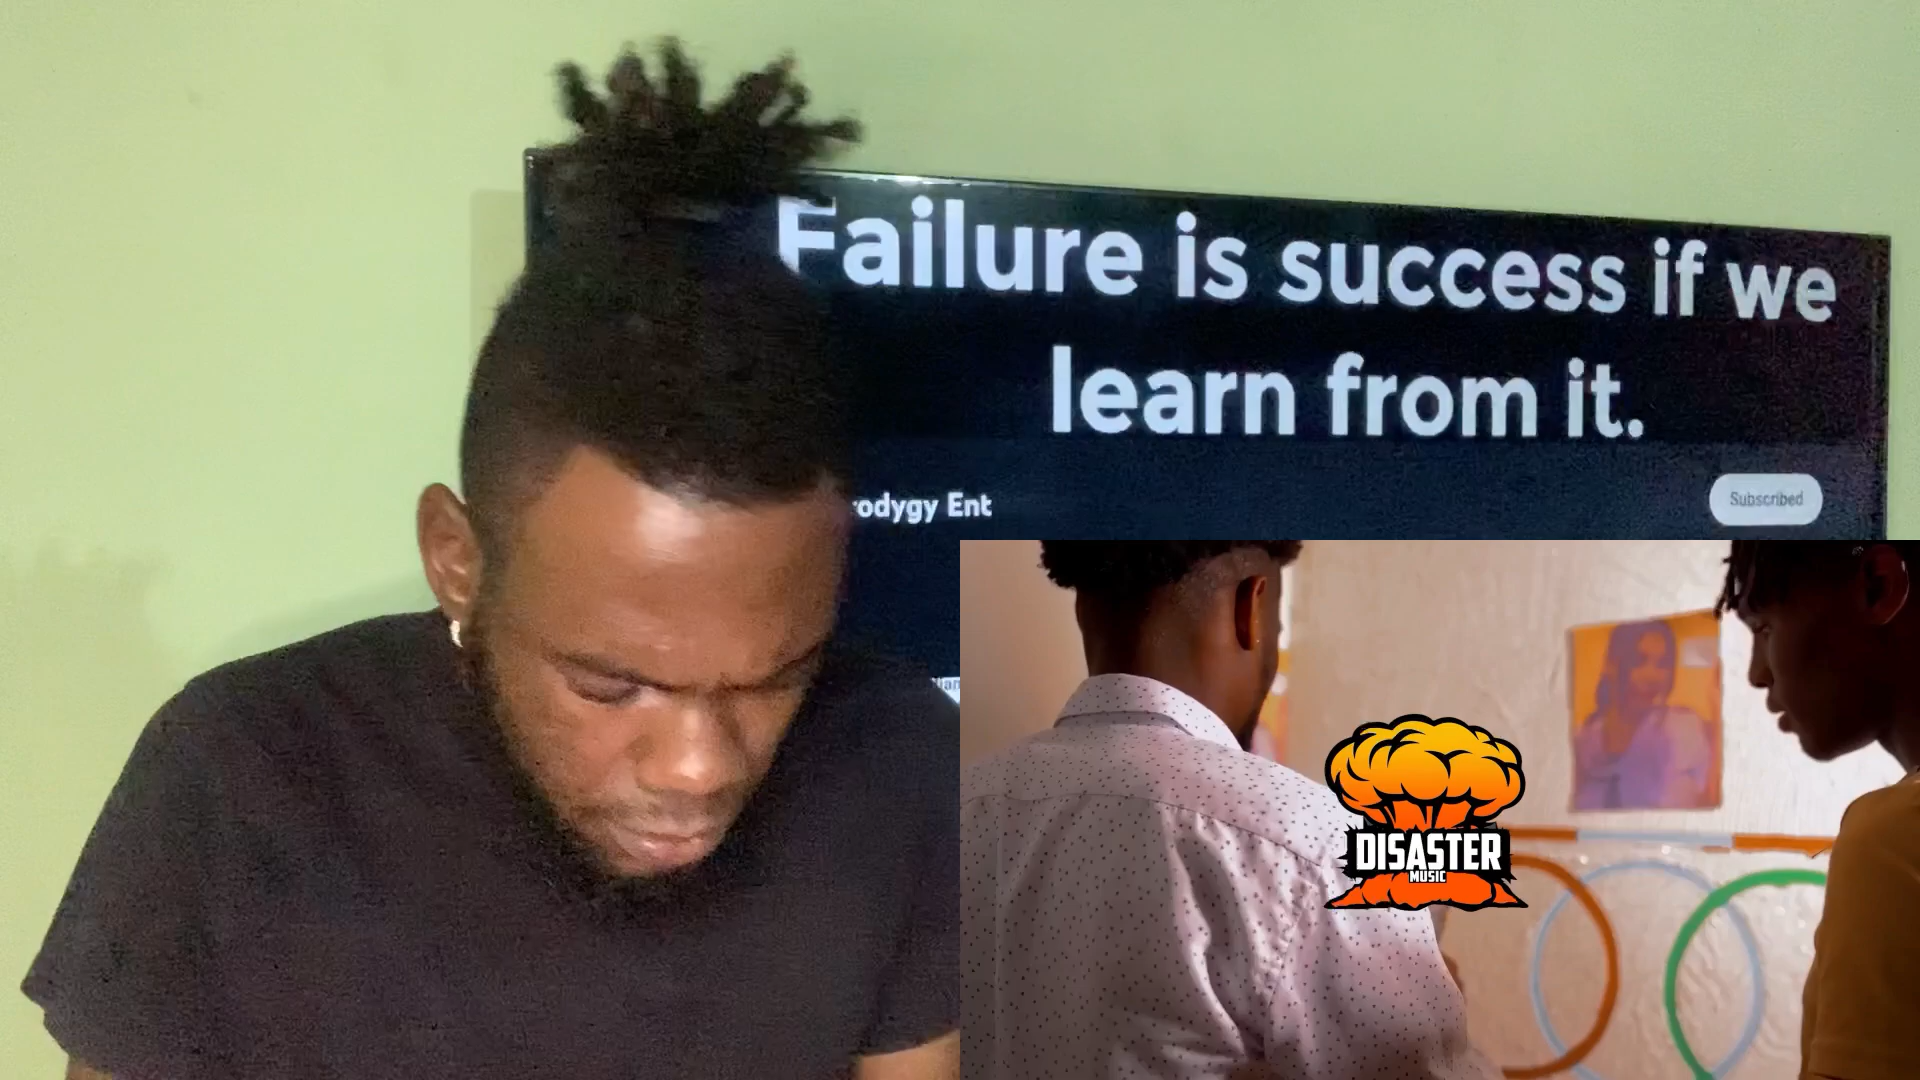 Failure is success if we
learn from it.
rodygy Ent
Subscribed
DISASTER
MUSIC